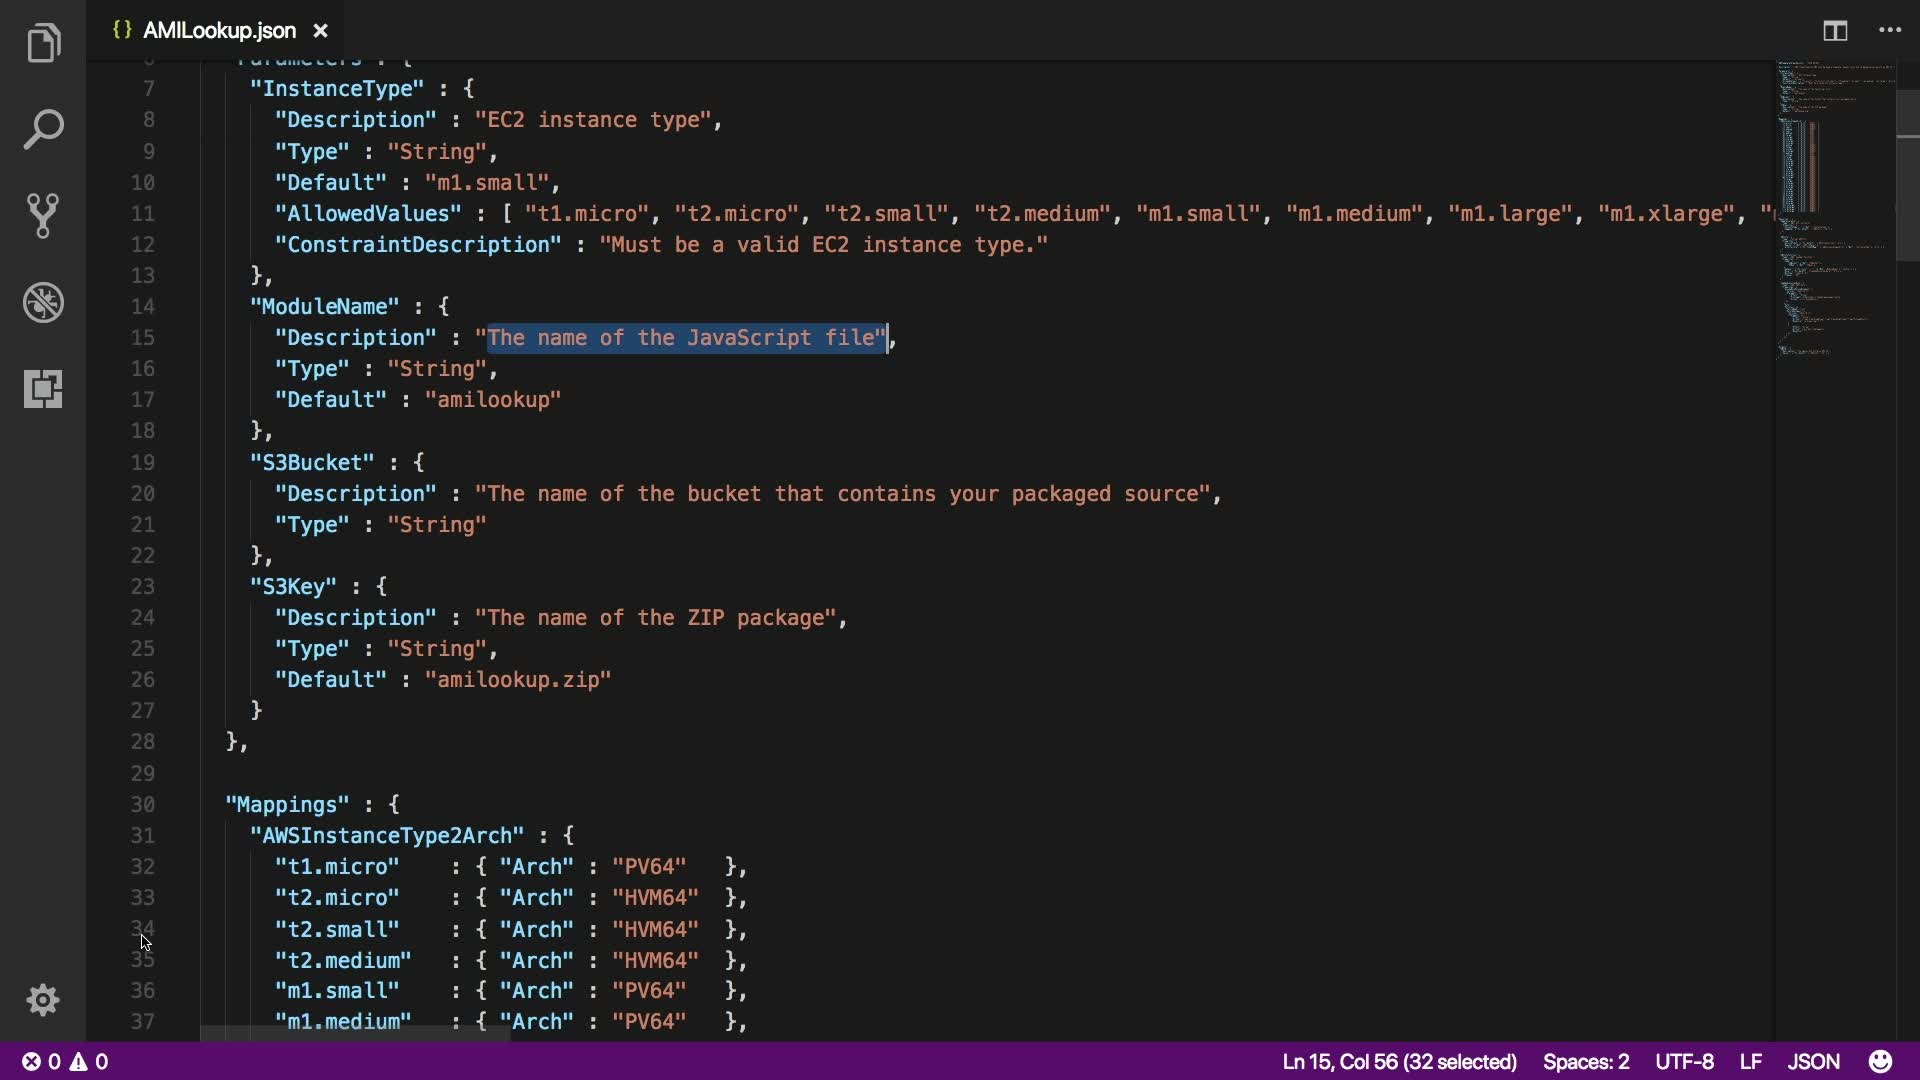 {} AMILookup.json ×
6 "Parameters" : {
7 "InstanceType" : {
8 "Description" : "EC2 instance type",
9 "Type" : "String",
10 "Default" : "m1.small",
11 "AllowedValues" : [ "t1.micro", "t2.micro", "t2.small", "t2.medium", "m1.small", "m1.medium", "m1.large", "m1.xlarge", "
12 "ConstraintDescription" : "Must be a valid EC2 instance type."
13 },
14 "ModuleName" : {
15 "Description" : "The name of the JavaScript file",
16 "Type" : "String",
17 "Default" : "amilookup"
18 },
19 "S3Bucket" : {
20 "Description" : "The name of the bucket that contains your packaged source",
21 "Type" : "String"
22 },
23 "S3Key" : {
24 "Description" : "The name of the ZIP package",
25 "Type" : "String",
26 "Default" : "amilookup.zip"
27 }
28 },
29
30 "Mappings" : {
31 "AWSInstanceType2Arch" : {
32 "t1.micro" : { "Arch" : "PV64" },
33 "t2.micro" : { "Arch" : "HVM64" },
34 "t2.small" : { "Arch" : "HVM64" },
35 "t2.medium" : { "Arch" : "HVM64" },
36 "m1.small" : { "Arch" : "PV64" },
37 "m1.medium" : { "Arch" : "PV64" },
0 0 Ln 15, Col 56 (32 selected) Spaces: 2 UTF-8 LF JSON